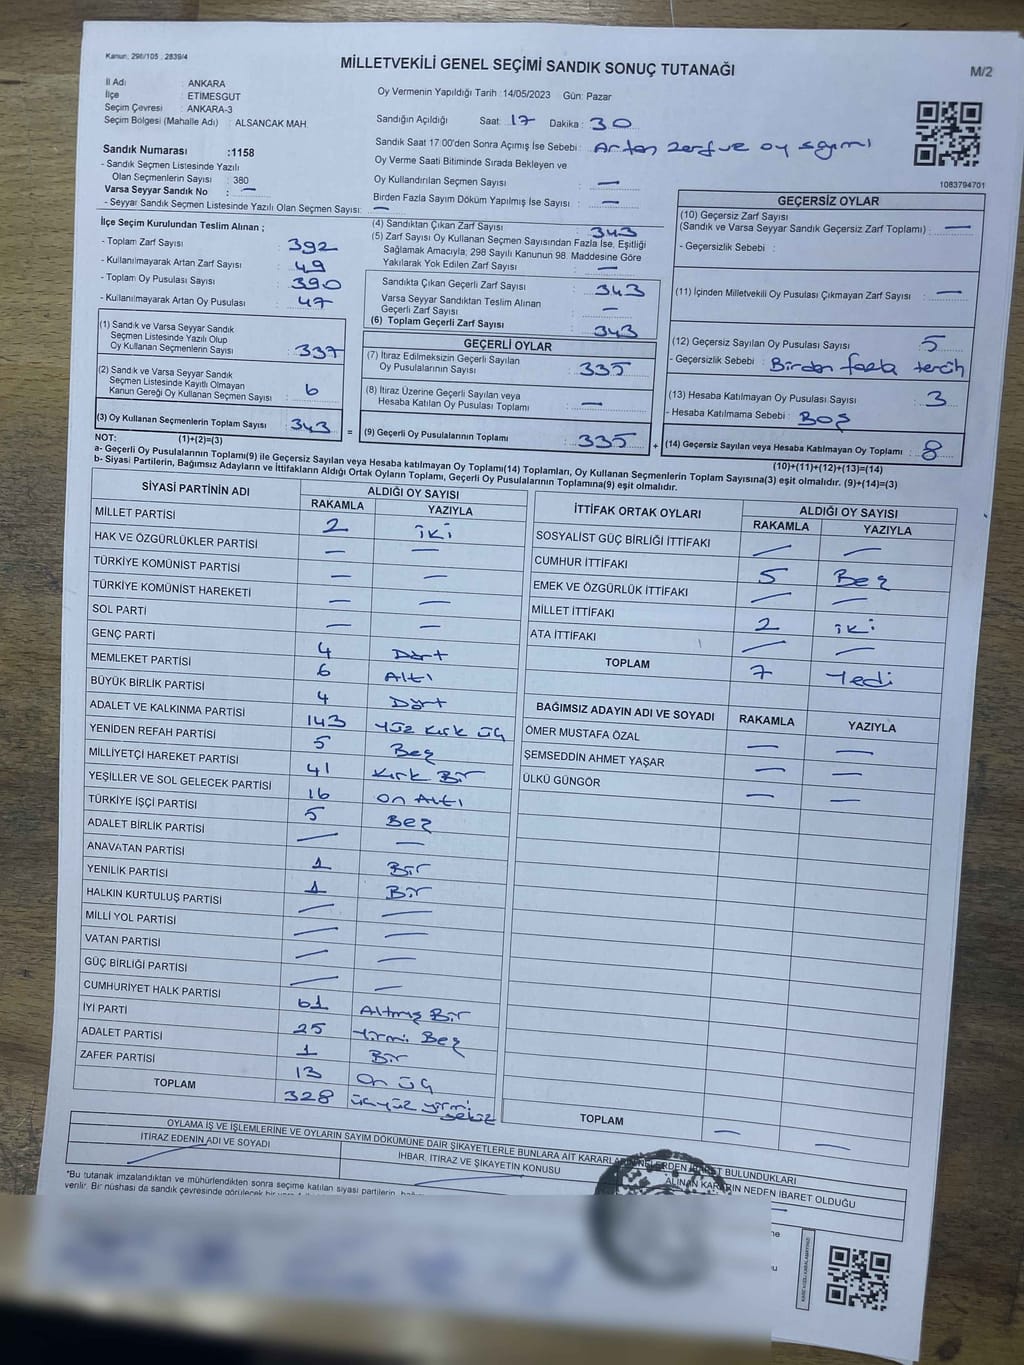 Kanun: 298/105 , 2839/4
MİLLETVEKİLİ GENEL SEÇİMİ SANDIK SONUÇ TUTANAĞI
M/2
İl Adı : ANKARA
İlçe : ETIMESGUT
Seçim Çevresi : ANKARA-3
Seçim Bölgesi (Mahalle Adı) : ALSANCAK MAH.
Oy Vermenin Yapıldığı Tarih : 14/05/2023 Gün: Pazar
Sandığın Açıldığı Saat: 17 Dakika : 30
Sandık Saat 17:00'den Sonra Açımış İse Sebebi : Artan zarf ve oy sayımı
Oy Verme Saati Bitiminde Sırada Bekleyen ve
Oy Kullandırılan Seçmen Sayısı : —
Birden Fazla Sayım Döküm Yapılmış İse Sayısı : —
1083794701
Sandık Numarası :1158
- Sandık Seçmen Listesinde Yazılı
Olan Seçmenlerin Sayısı : 380
Varsa Seyyar Sandık No : —
- Seyyar Sandık Seçmen Listesinde Yazılı Olan Seçmen Sayısı: —
İlçe Seçim Kurulundan Teslim Alınan ;
- Toplam Zarf Sayısı : 392
- Kullanılmayarak Artan Zarf Sayısı : 49
- Toplam Oy Pusulası Sayısı : 390
- Kullanılmayarak Artan Oy Pusulası : 47
(1) Sandık ve Varsa Seyyar Sandık
Seçmen Listesinde Yazılı Olup
Oy Kullanan Seçmenlerin Sayısı : 337
(2) Sandık ve Varsa Seyyar Sandık
Seçmen Listesinde Kayıtlı Olmayan
Kanun Gereği Oy Kullanan Seçmen Sayısı : 6
(3) Oy Kullanan Seçmenlerin Toplam Sayısı : 343
(4) Sandıktan Çıkan Zarf Sayısı : 343
(5) Zarf Sayısı Oy Kullanan Seçmen Sayısından Fazla İse, Eşitliği
Sağlamak Amacıyla, 298 Sayılı Kanunun 98. Maddesine Göre
Yakılarak Yok Edilen Zarf Sayısı : —
Sandıkta Çıkan Geçerli Zarf Sayısı : 343
Varsa Seyyar Sandıktan Teslim Alınan
Geçerli Zarf Sayısı : —
(6) Toplam Geçerli Zarf Sayısı : 343
GEÇERLİ OYLAR
(7) İtiraz Edilmeksizin Geçerli Sayılan
Oy Pusulalarının Sayısı : 335
(8) İtiraz Üzerine Geçerli Sayılan veya
Hesaba Katılan Oy Pusulası Toplamı : —
= (9) Geçerli Oy Pusulalarının Toplamı : 335 +
GEÇERSİZ OYLAR
(10) Geçersiz Zarf Sayısı
(Sandık ve Varsa Seyyar Sandık Geçersiz Zarf Toplamı) : —
- Geçersizlik Sebebi :
(11) İçinden Milletvekili Oy Pusulası Çıkmayan Zarf Sayısı : —
(12) Geçersiz Sayılan Oy Pusulası Sayısı : 5
- Geçersizlik Sebebi : Birden fazla tercih
(13) Hesaba Katılmayan Oy Pusulası Sayısı : 3
- Hesaba Katılmama Sebebi : Boş
(14) Geçersiz Sayılan veya Hesaba Katılmayan Oy Toplamı : 8
NOT: (1)+(2)=(3)
(10)+(11)+(12)+(13)=(14)
a- Geçerli Oy Pusulalarının Toplamı(9) ile Geçersiz Sayılan veya Hesaba katılmayan Oy Toplamı(14) Toplamları, Oy Kullanan Seçmenlerin Toplam Sayısına(3) eşit olmalıdır. (9)+(14)=(3)
b- Siyasi Partilerin, Bağımsız Adayların ve İttifakların Aldığı Ortak Oyların Toplamı, Geçerli Oy Pusulalarının Toplamına(9) eşit olmalıdır.
SİYASİ PARTİNİN ADI ALDIĞI OY SAYISI
RAKAMLA YAZIYLA
MİLLET PARTİSİ 2 iki
HAK VE ÖZGÜRLÜKLER PARTİSİ — —
TÜRKİYE KOMÜNİST PARTİSİ — —
TÜRKİYE KOMÜNİST HAREKETİ — —
SOL PARTİ — —
GENÇ PARTİ 4 Dört
MEMLEKET PARTİSİ 6 Altı
BÜYÜK BİRLİK PARTİSİ 4 Dört
ADALET VE KALKINMA PARTİSİ 143 Yüz Kırk üç
YENİDEN REFAH PARTİSİ 5 Beş
MİLLİYETÇİ HAREKET PARTİSİ 41 Kırk Bir
YEŞİLLER VE SOL GELECEK PARTİSİ 16 On Altı
TÜRKİYE İŞÇİ PARTİSİ 5 Beş
ADALET BİRLİK PARTİSİ — —
ANAVATAN PARTİSİ 1 Bir
YENİLİK PARTİSİ 1 Bir
HALKIN KURTULUŞ PARTİSİ — —
MİLLİ YOL PARTİSİ — —
VATAN PARTİSİ — —
GÜÇ BİRLİĞİ PARTİSİ — —
CUMHURİYET HALK PARTİSİ 61 Altmış Bir
İYİ PARTİ 25 Yirmi Beş
ADALET PARTİSİ 1 Bir
ZAFER PARTİSİ 13 On üç
TOPLAM 328 üçyüz yirmi sekiz
İTTİFAK ORTAK OYLARI ALDIĞI OY SAYISI
RAKAMLA YAZIYLA
SOSYALİST GÜÇ BİRLİĞİ İTTİFAKI — —
CUMHUR İTTİFAKI 5 Beş
EMEK VE ÖZGÜRLÜK İTTİFAKI — —
MİLLET İTTİFAKI 2 iki
ATA İTTİFAKI — —
TOPLAM 7 Yedi
BAĞIMSIZ ADAYIN ADI VE SOYADI RAKAMLA YAZIYLA
ÖMER MUSTAFA ÖZAL — —
ŞEMSEDDİN AHMET YAŞAR — —
ÜLKÜ GÜNGÖR — —
TOPLAM — —
OYLAMA İŞ VE İŞLEMLERİNE VE OYLARIN SAYIM DÖKÜMÜNE DAİR ŞİKAYETLERLE BUNLARA AİT KARARLARIN NELERDEN İBARET BULUNDUKLARI
İTİRAZ EDENİN ADI VE SOYADI İHBAR, İTİRAZ VE ŞİKAYETİN KONUSU ALINAN KARARIN NEDEN İBARET OLDUĞU
"Bu tutanak imzalandıktan ve mühürlendikten sonra seçime katılan siyasi partilerin,
verilir. Bir nüshası da sandık çevresinde görülecek bir